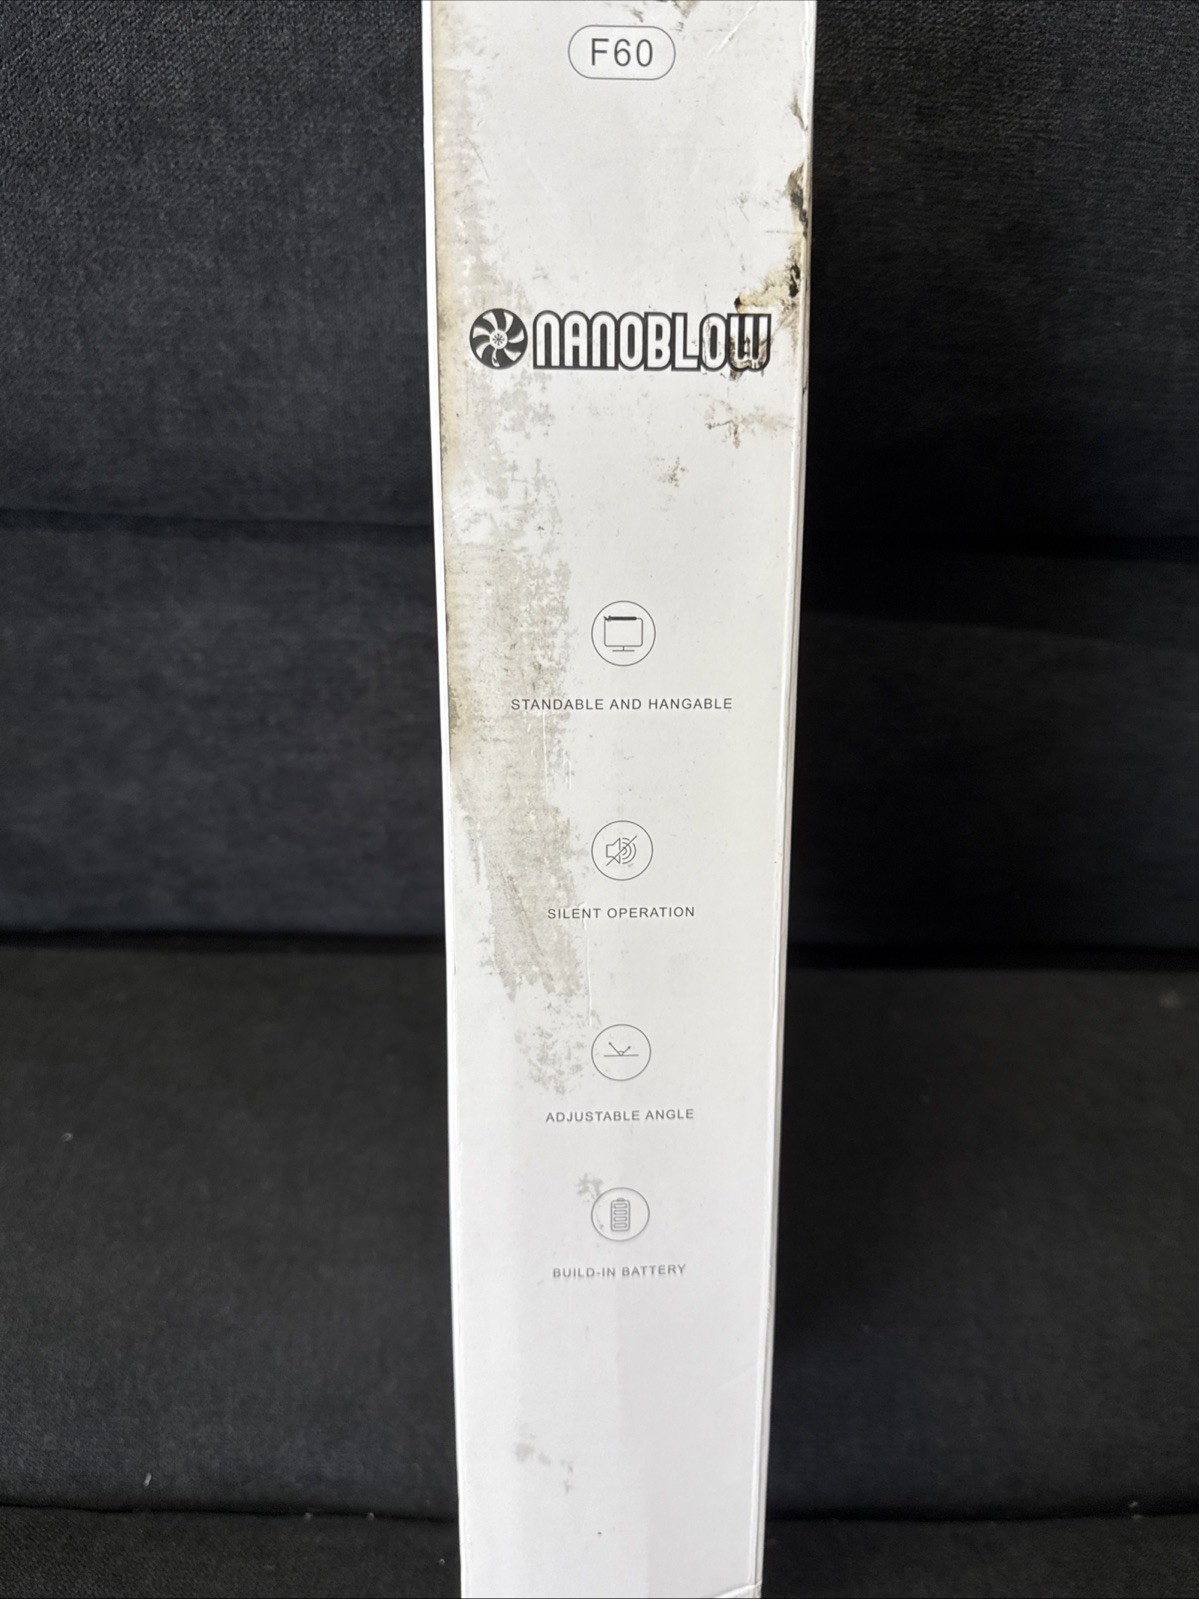 F60
NANOBLOW
STANDABLE AND HANGABLE
SILENT OPERATION
ADJUSTABLE ANGLE
BUILD-IN BATTERY